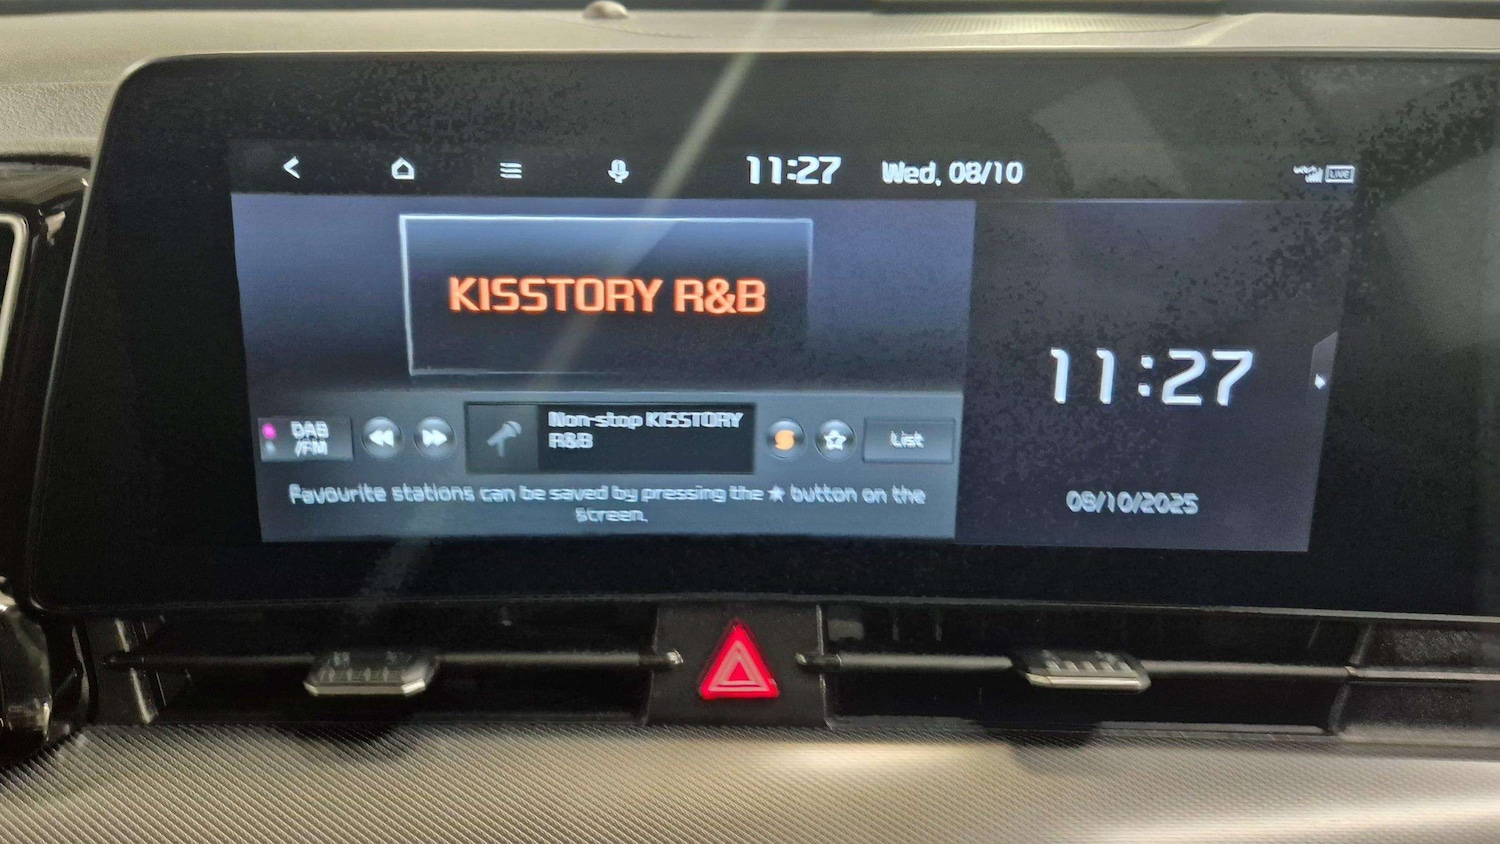 11:27 Wed, 08/10 LIVE
KISSTORY R&B
11:27
DAB
/FM
Non-stop KISSTORY
R&B
List
Favourite stations can be saved by pressing the ★ button on the
screen.
08/10/2025